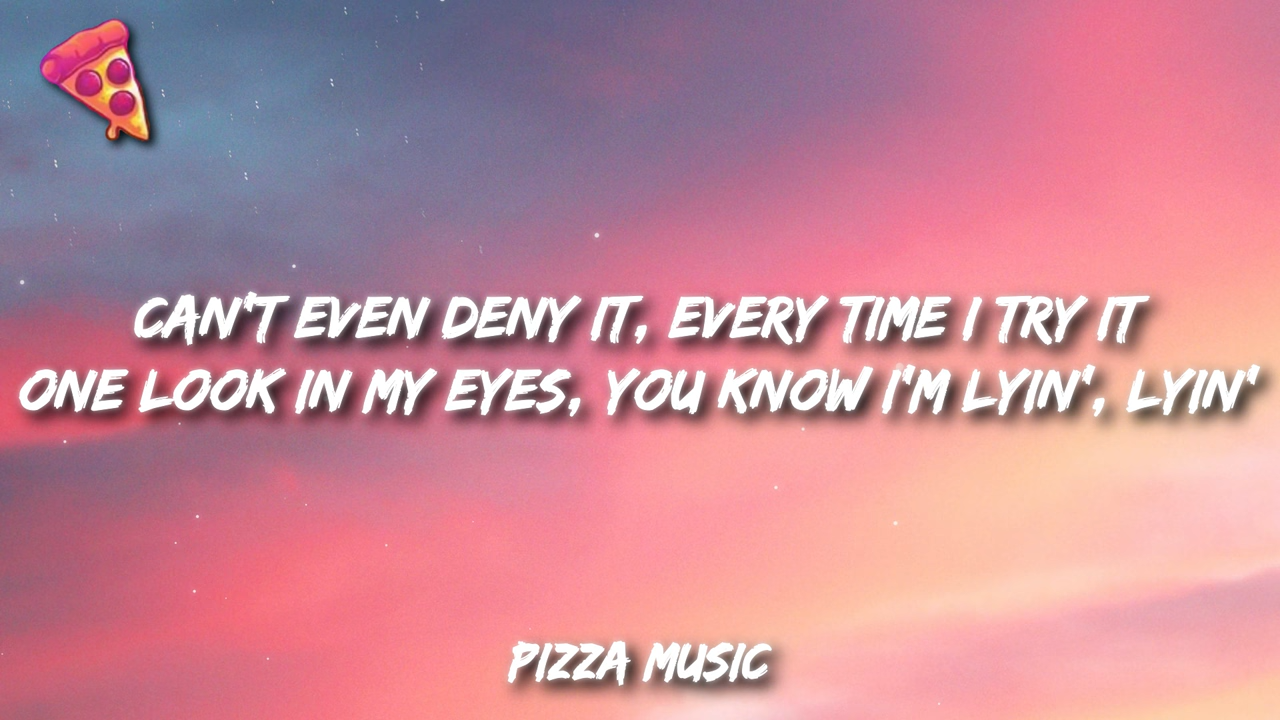 CAN'T EVEN DENY IT, EVERY TIME I TRY IT
ONE LOOK IN MY EYES, YOU KNOW I'M LYIN', LYIN'
PIZZA MUSIC